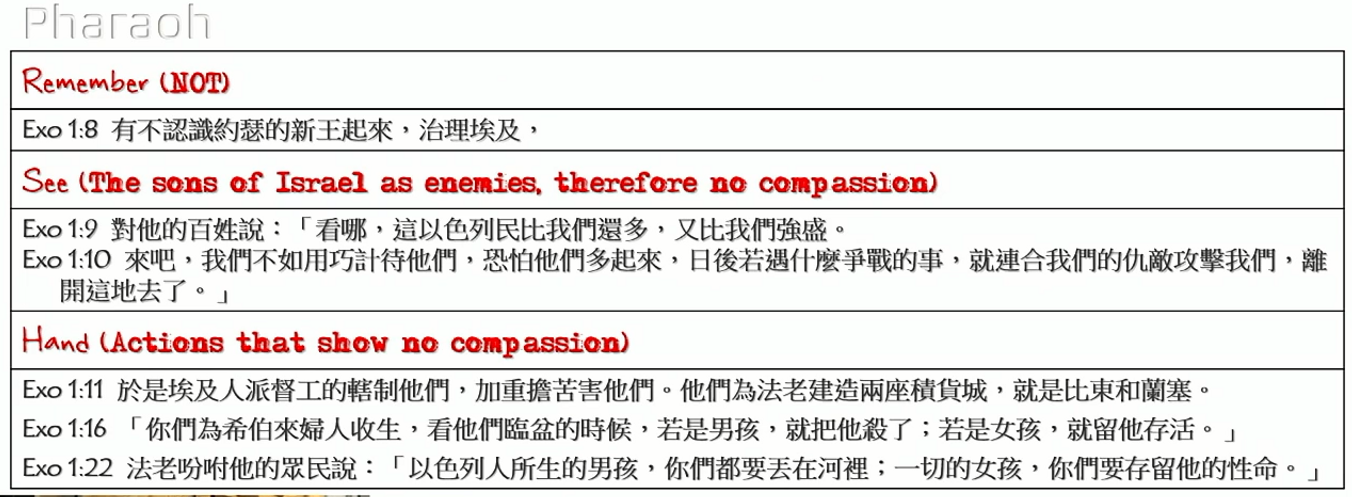 Pharaoh
Remember (NOT)
Exo 1:8 有不認識約瑟的新王起來，治理埃及，
See (The sons of Israel as enemies, therefore no compassion)
Exo 1:9 對他的百姓說：「看哪，這以色列民比我們還多，又比我們強盛。
Exo 1:10 來吧，我們不如用巧計待他們，恐怕他們多起來，日後若遇什麼爭戰的事，就連合我們的仇敵攻擊我們，離
開這地去了。」
Hand (Actions that show no compassion)
Exo 1:11 於是埃及人派督工的轄制他們，加重擔苦害他們。他們為法老建造兩座積貨城，就是比東和蘭塞。
Exo 1:16 「你們為希伯來婦人收生，看他們臨盆的時候，若是男孩，就把他殺了；若是女孩，就留他存活。」
Exo 1:22 法老吩咐他的眾民說：「以色列人所生的男孩，你們都要丟在河裡；一切的女孩，你們要存留他的性命。」